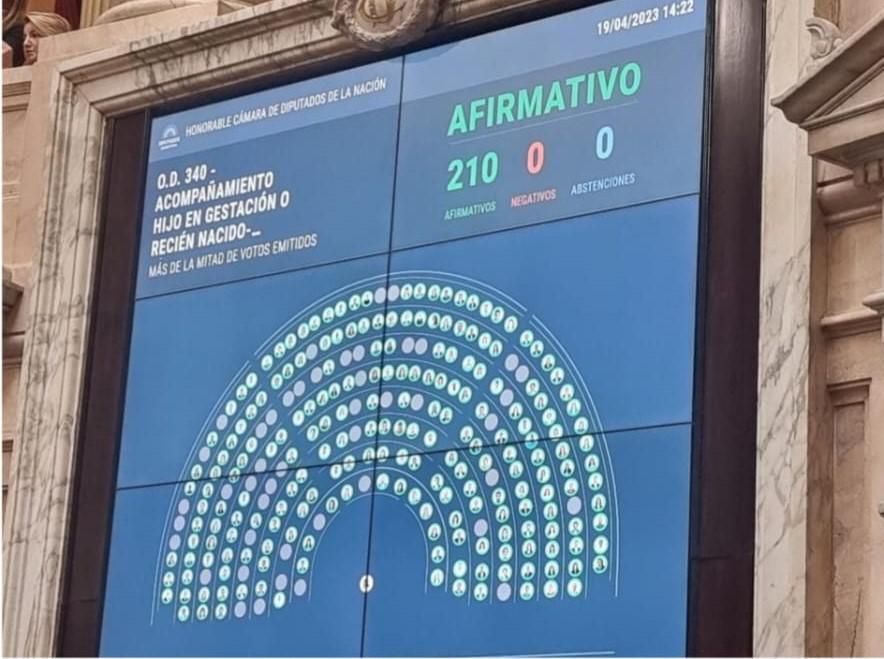 19/04/2023 14:22
HONORABLE CÁMARA DE DIPUTADOS DE LA NACIÓN
O.D. 340 -
ACOMPAÑAMIENTO
HIJO EN GESTACIÓN O
RECIÉN NACIDO-...
MÁS DE LA MITAD DE VOTOS EMITIDOS
AFIRMATIVO
210 0 0
AFIRMATIVOS NEGATIVOS ABSTENCIONES